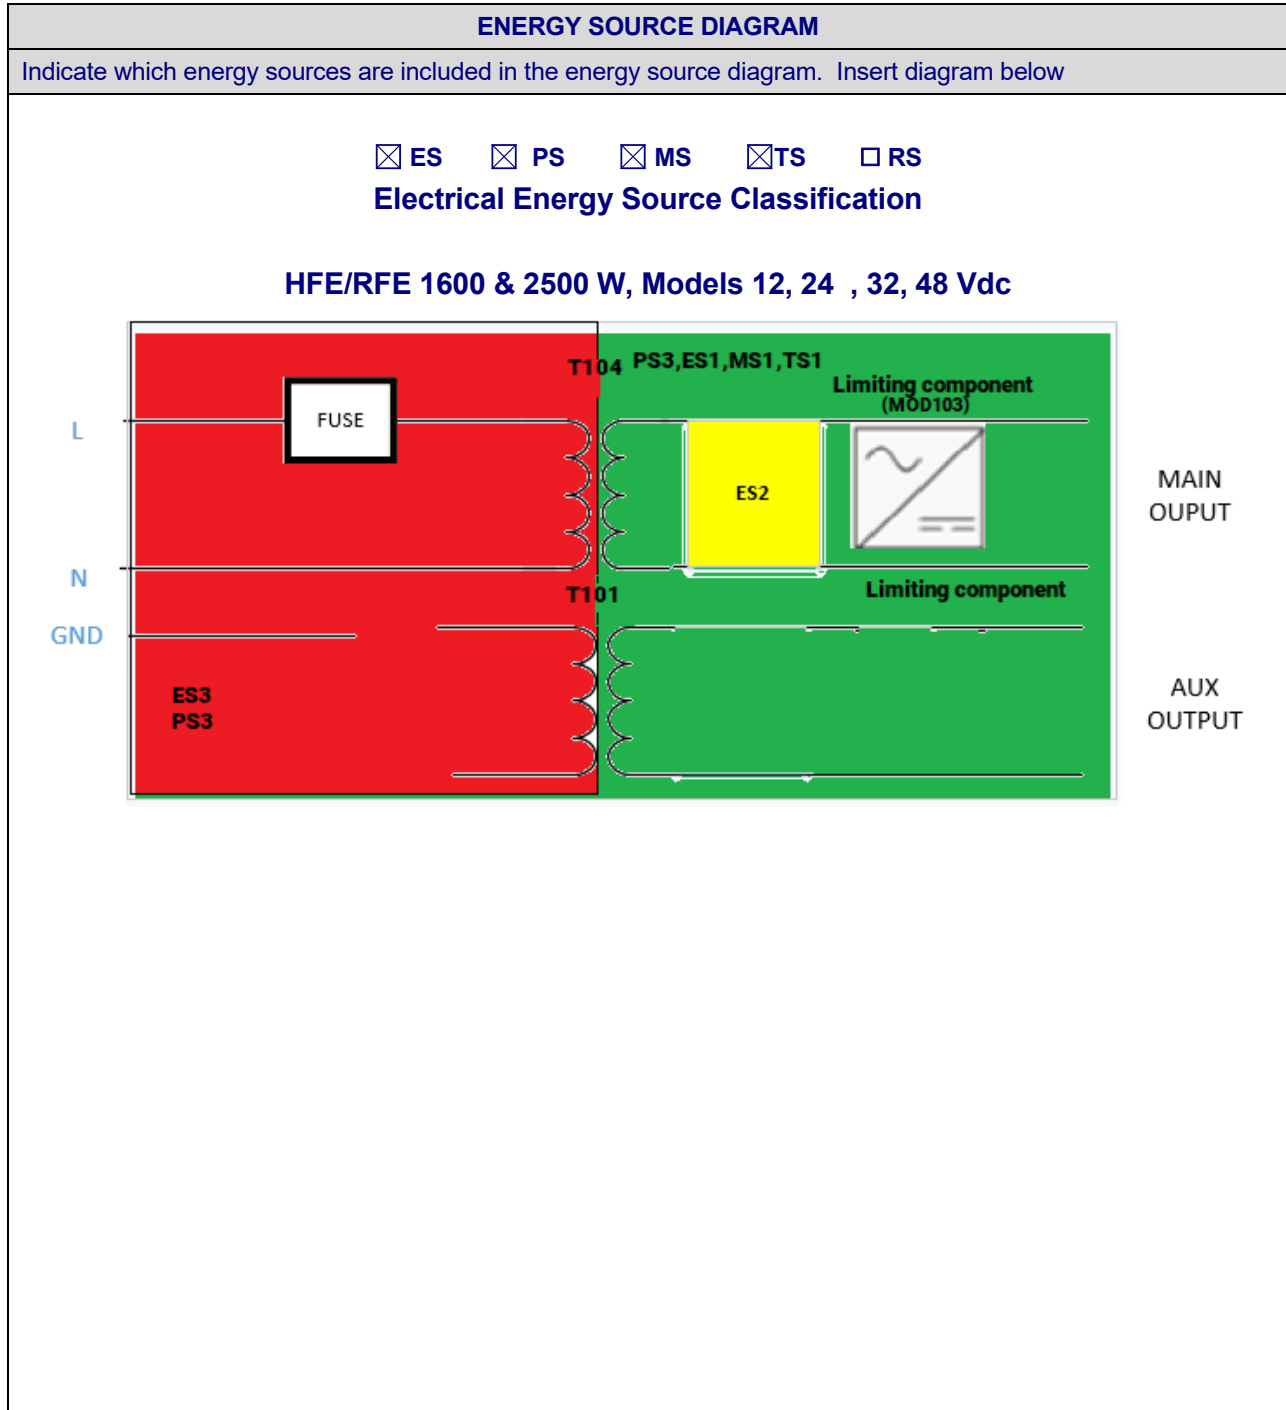 ENERGY SOURCE DIAGRAM
Indicate which energy sources are included in the energy source diagram. Insert diagram below
☒ ES ☒ PS ☒ MS ☒TS ☐ RS
Electrical Energy Source Classification
HFE/RFE 1600 & 2500 W, Models 12, 24 , 32, 48 Vdc
T104 PS3,ES1,MS1,TS1
Limiting component
(MOD103)
FUSE
L
ES2
MAIN
OUPUT
N
T101
Limiting component
GND
ES3
PS3
AUX
OUTPUT